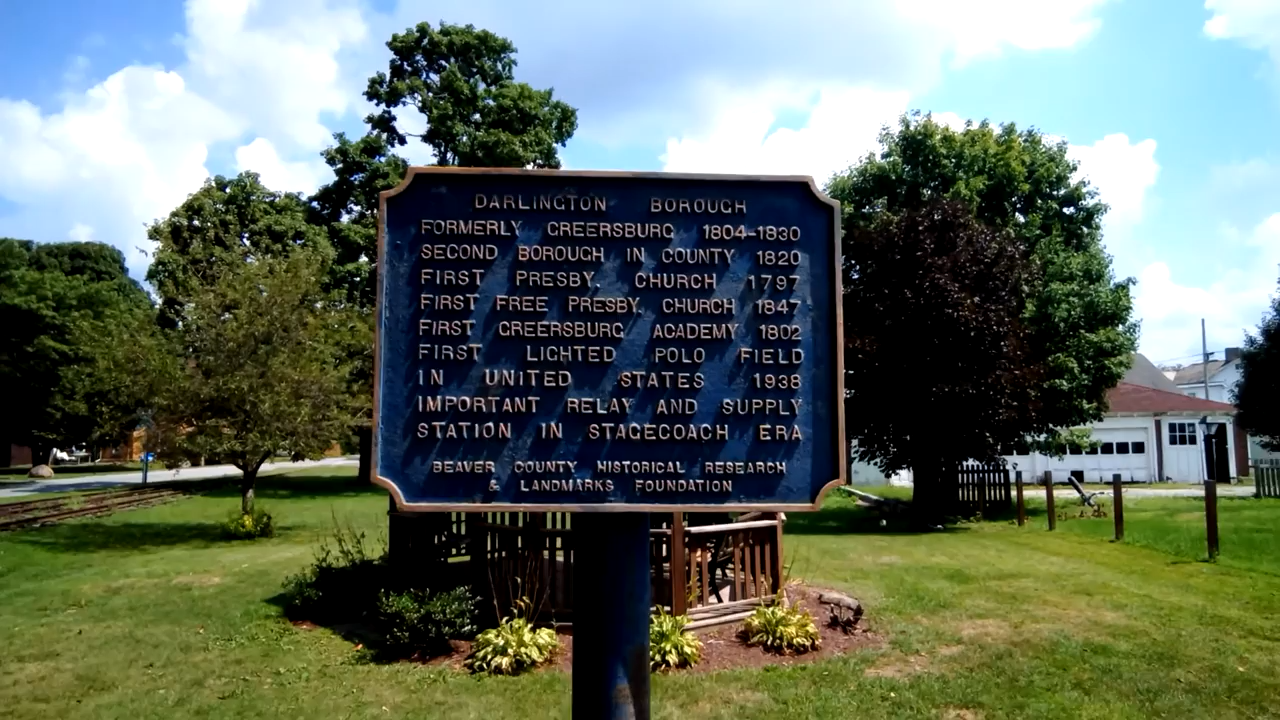 DARLINGTON BOROUGH
FORMERLY GREERSBURG 1804-1830
SECOND BOROUGH IN COUNTY 1820
FIRST PRESBY. CHURCH 1797
FIRST FREE PRESBY. CHURCH 1847
FIRST GREERSBURG ACADEMY 1802
FIRST LIGHTED POLO FIELD
IN UNITED STATES 1938
IMPORTANT RELAY AND SUPPLY
STATION IN STAGECOACH ERA
BEAVER COUNTY HISTORICAL RESEARCH
& LANDMARKS FOUNDATION